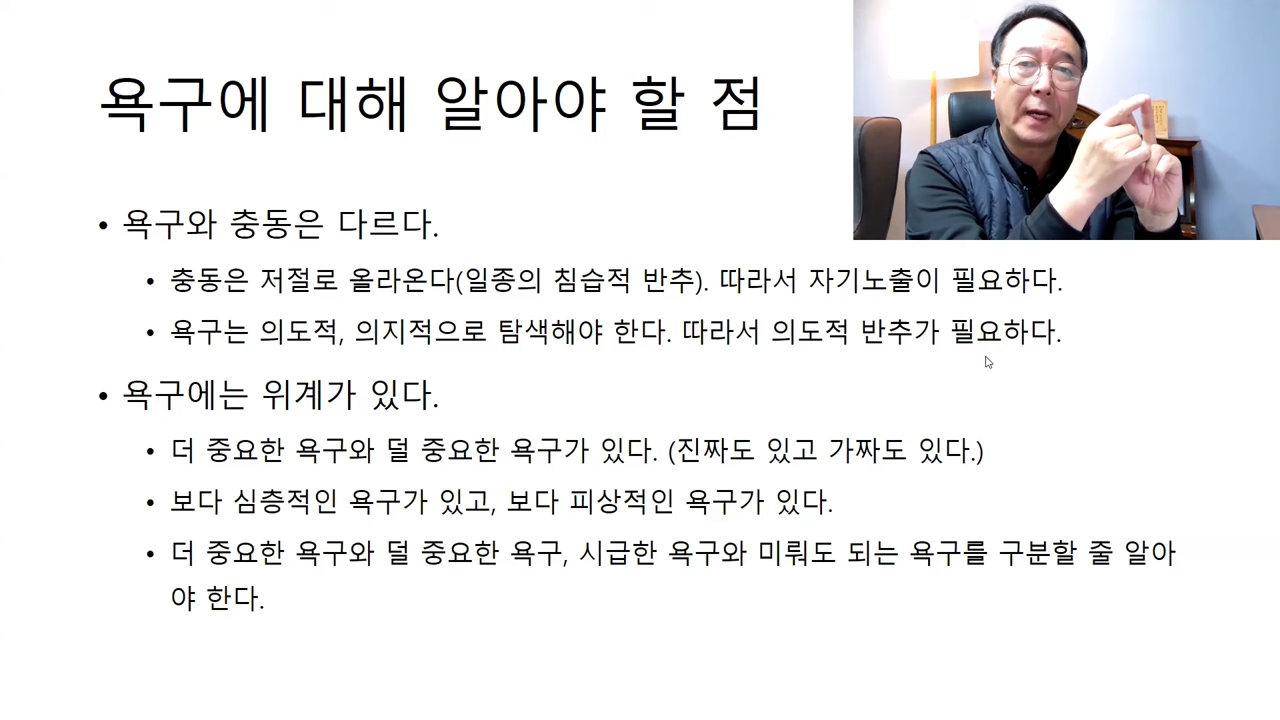 욕구에 대해 알아야 할 점
• 욕구와 충동은 다르다.
• 충동은 저절로 올라온다(일종의 침습적 반추). 따라서 자기노출이 필요하다.
• 욕구는 의도적, 의지적으로 탐색해야 한다. 따라서 의도적 반추가 필요하다.
• 욕구에는 위계가 있다.
• 더 중요한 욕구와 덜 중요한 욕구가 있다. (진짜도 있고 가짜도 있다.)
• 보다 심층적인 욕구가 있고, 보다 피상적인 욕구가 있다.
• 더 중요한 욕구와 덜 중요한 욕구, 시급한 욕구와 미뤄도 되는 욕구를 구분할 줄 알아
야 한다.